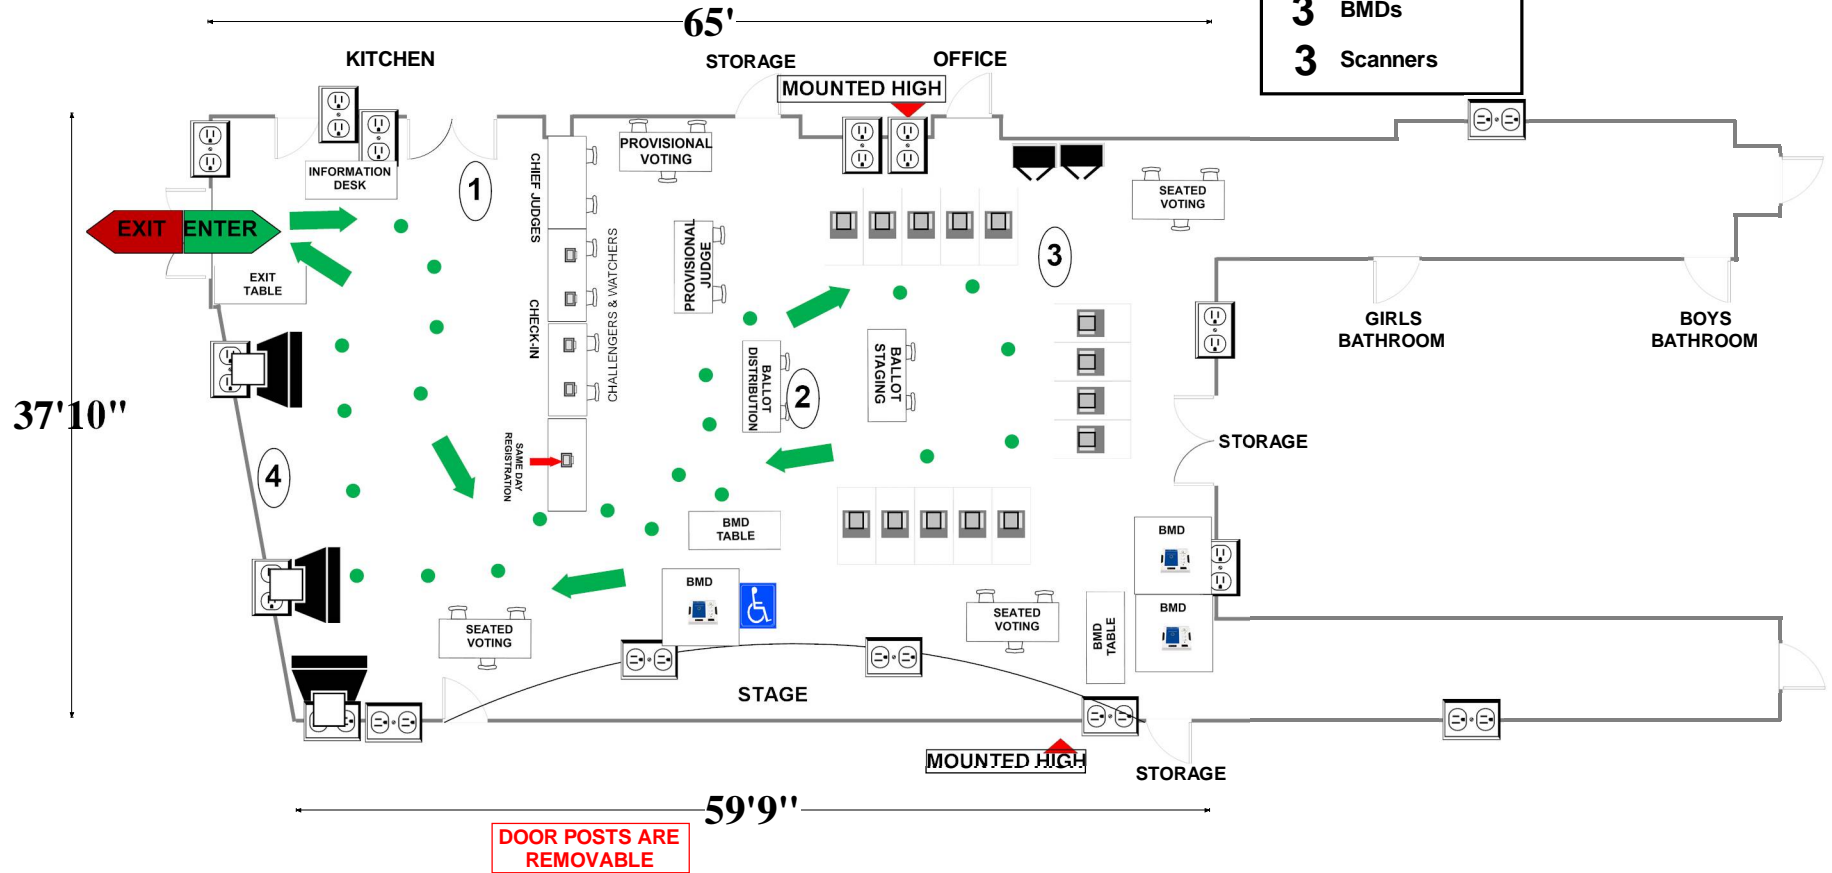 65'
3 BMDs
3 Scanners
KITCHEN
STORAGE
OFFICE
MOUNTED HIGH
INFORMATION
DESK
1
CHIEF JUDGES
PROVISIONAL
VOTING
SEATED
VOTING
EXIT
ENTER
EXIT
TABLE
CHECK-IN
CHALLENGERS & WATCHERS
PROVISIONAL
JUDGE
3
GIRLS
BATHROOM
BOYS
BATHROOM
BALLOT
DISTRIBUTION
2
BALLOT
STAGING
37'10"
STORAGE
4
SAME DAY
REGISTRATION
BMD
TABLE
BMD
BMD
BMD
SEATED
VOTING
SEATED
VOTING
BMD
TABLE
STAGE
MOUNTED HIGH
STORAGE
59'9"
DOOR POSTS ARE
REMOVABLE